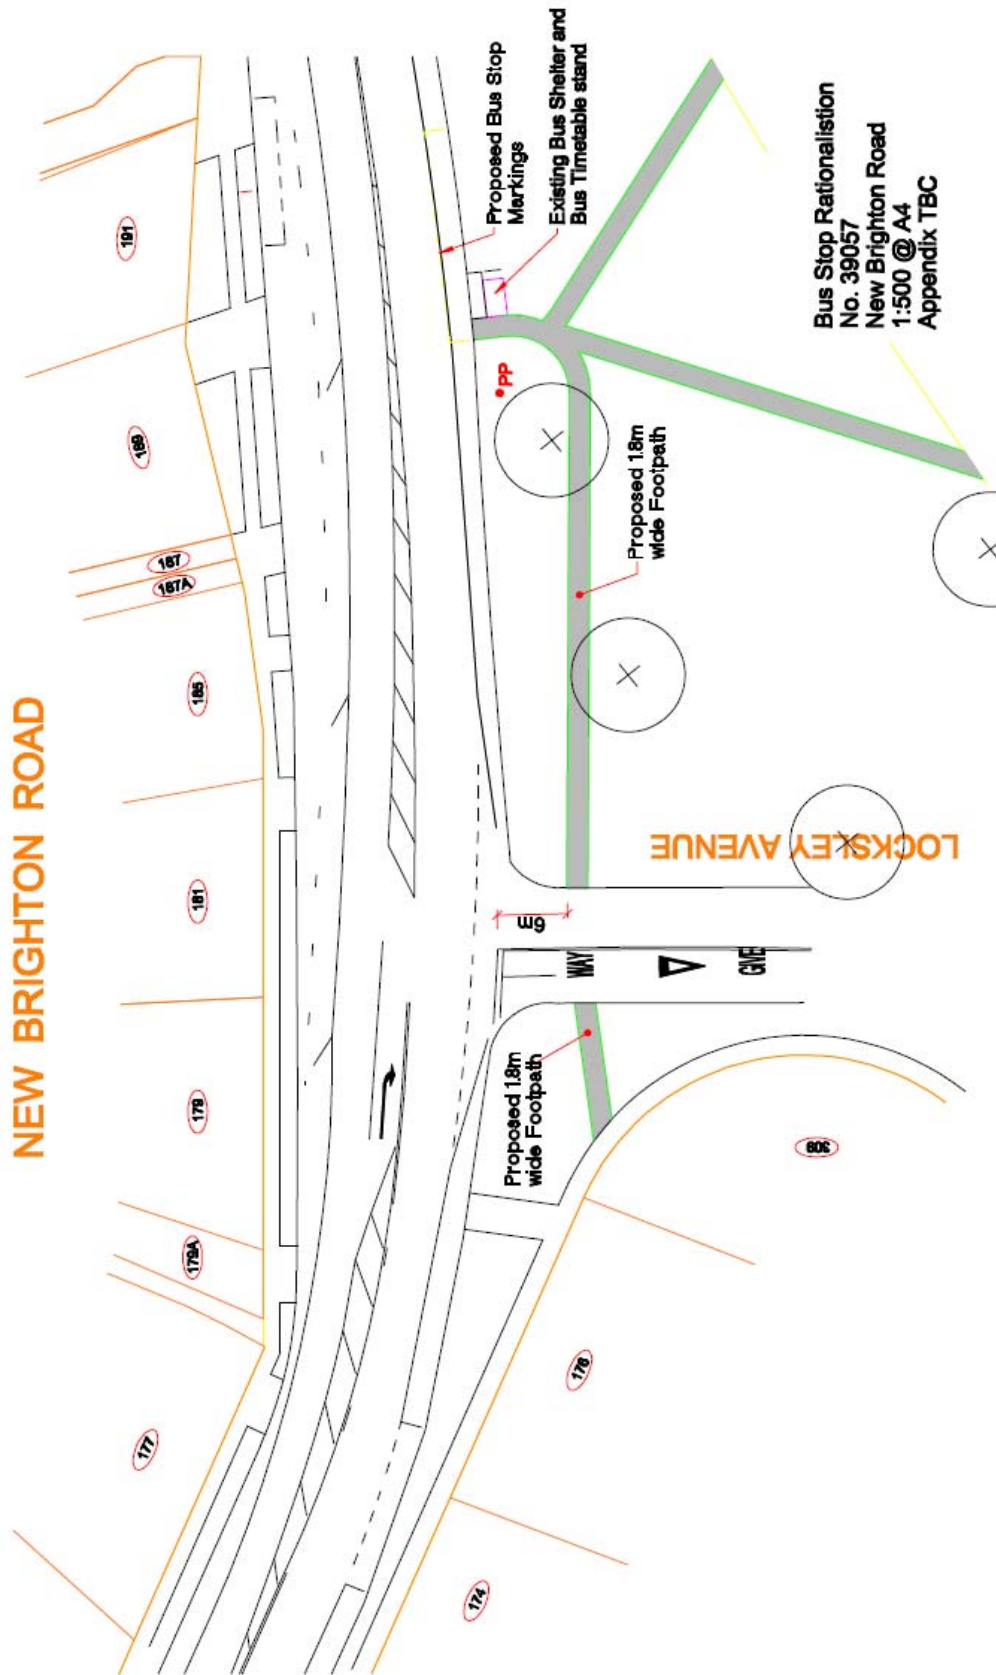 NEW BRIGHTON ROAD
177
179A
179
181
185
187A
187
189
191
174
176
309
Proposed 1.8m
wide Footpath
6m
WAY
GIVE
LOCKSLEY AVENUE
Proposed 1.8m
wide Footpath
PP
Proposed Bus Stop
Markings
Existing Bus Shelter and
Bus Timetable stand
Bus Stop Rationalistion
No. 39057
New Brighton Road
1:500 @ A4
Appendix TBC